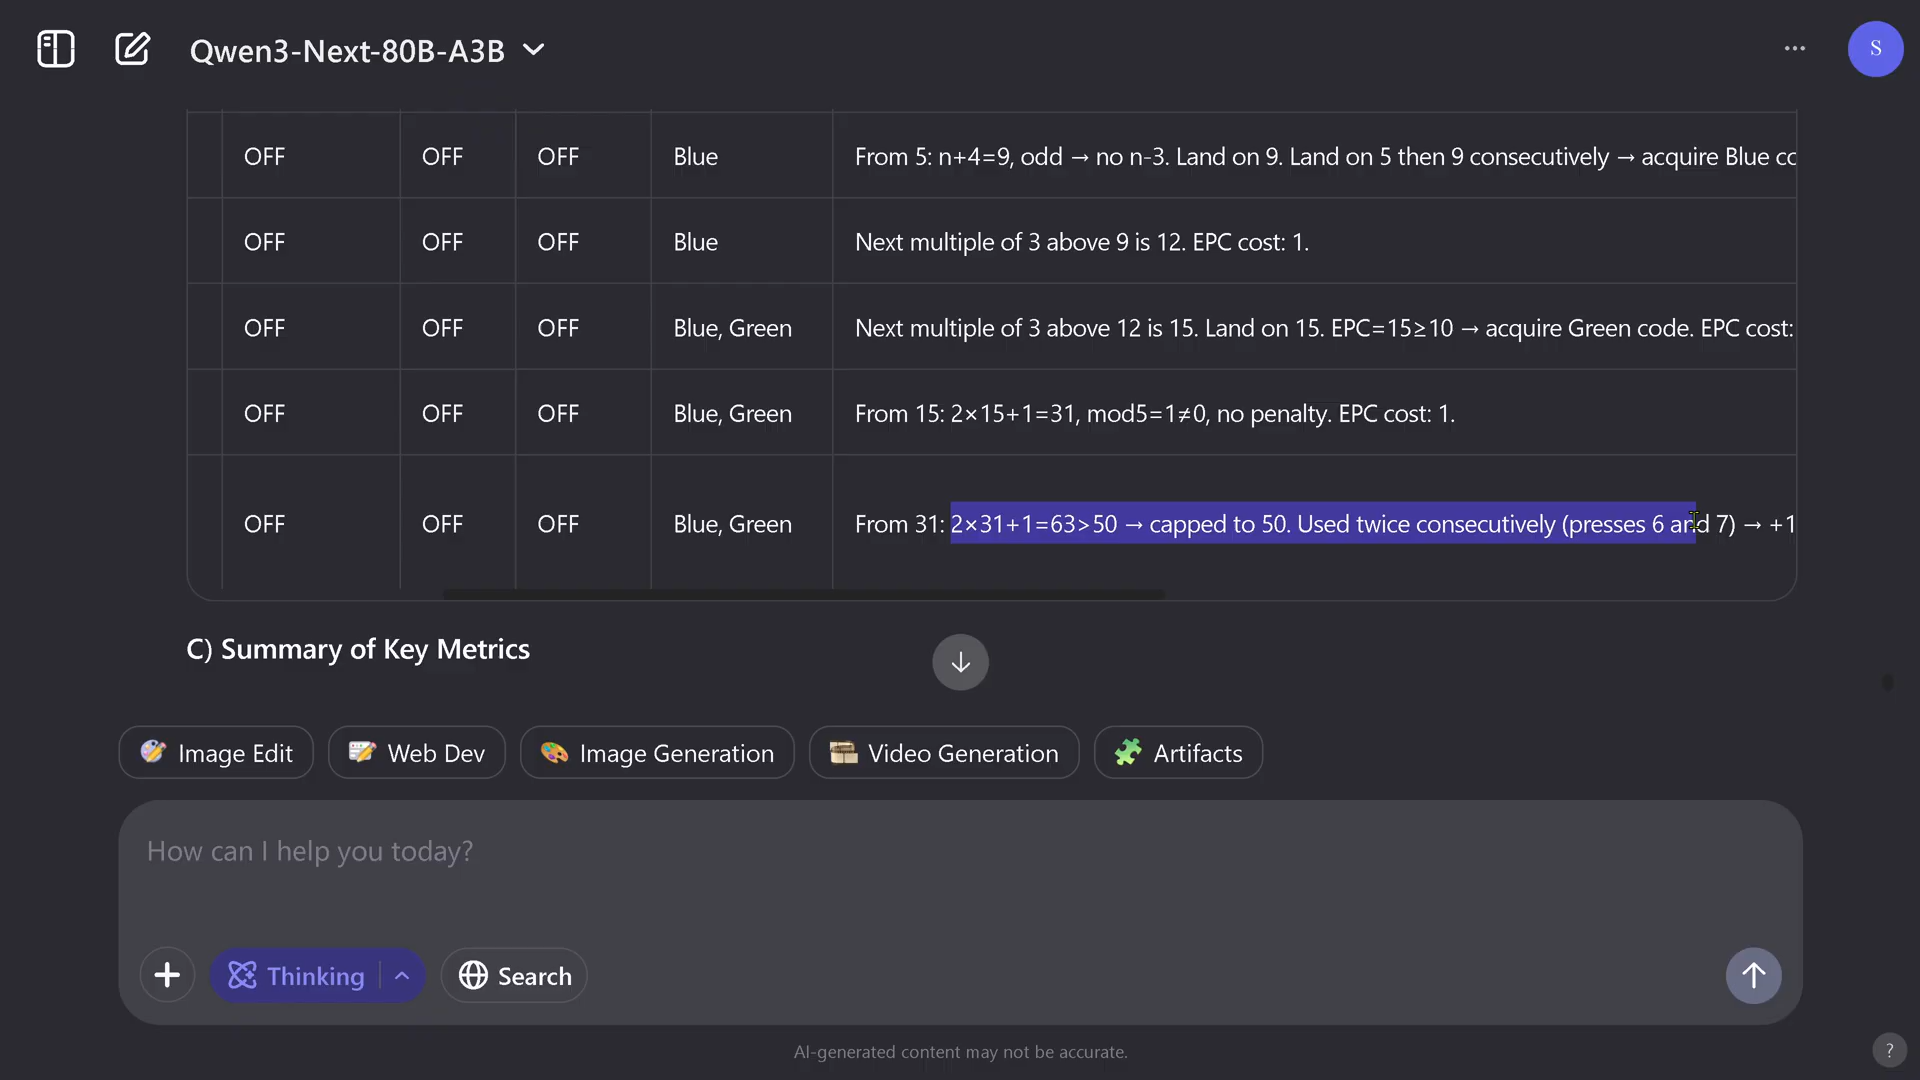 Qwen3-Next-80B-A3B
S
OFF OFF OFF Blue From 5: n+4=9, odd → no n-3. Land on 9. Land on 5 then 9 consecutively → acquire Blue cc
OFF OFF OFF Blue Next multiple of 3 above 9 is 12. EPC cost: 1.
OFF OFF OFF Blue, Green Next multiple of 3 above 12 is 15. Land on 15. EPC=15≥10 → acquire Green code. EPC cost:
OFF OFF OFF Blue, Green From 15: 2×15+1=31, mod5=1≠0, no penalty. EPC cost: 1.
OFF OFF OFF Blue, Green From 31: 2×31+1=63>50 → capped to 50. Used twice consecutively (presses 6 and 7) → +1
C) Summary of Key Metrics
Image Edit Web Dev Image Generation Video Generation Artifacts
How can I help you today?
Thinking Search
AI-generated content may not be accurate.
?